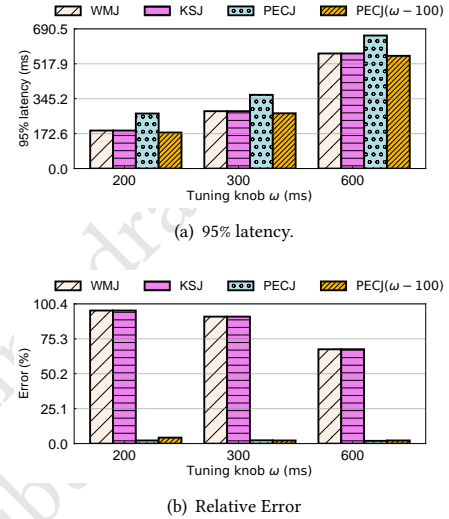 WMJ KSJ PECJ PECJ(ω − 100)
690.5
517.9
345.2
172.6
0.0
95% latency (ms)
200 300 600
Tuning knob ω (ms)
(a) 95% latency.
WMJ KSJ PECJ PECJ(ω − 100)
100.4
75.3
50.2
25.1
0.0
Error (%)
200 300 600
Tuning knob ω (ms)
(b) Relative Error